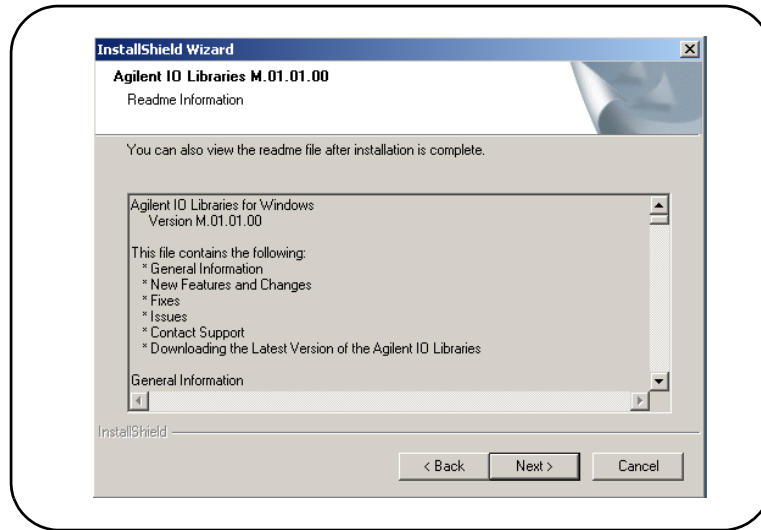 InstallShield Wizard
Agilent IO Libraries M.01.01.00
Readme Information
You can also view the readme file after installation is complete.
Agilent IO Libraries for Windows
Version M.01.01.00
This file contains the following:
* General Information
* New Features and Changes
* Fixes
* Issues
* Contact Support
* Downloading the Latest Version of the Agilent IO Libraries
General Information
InstallShield
< Back Next > Cancel